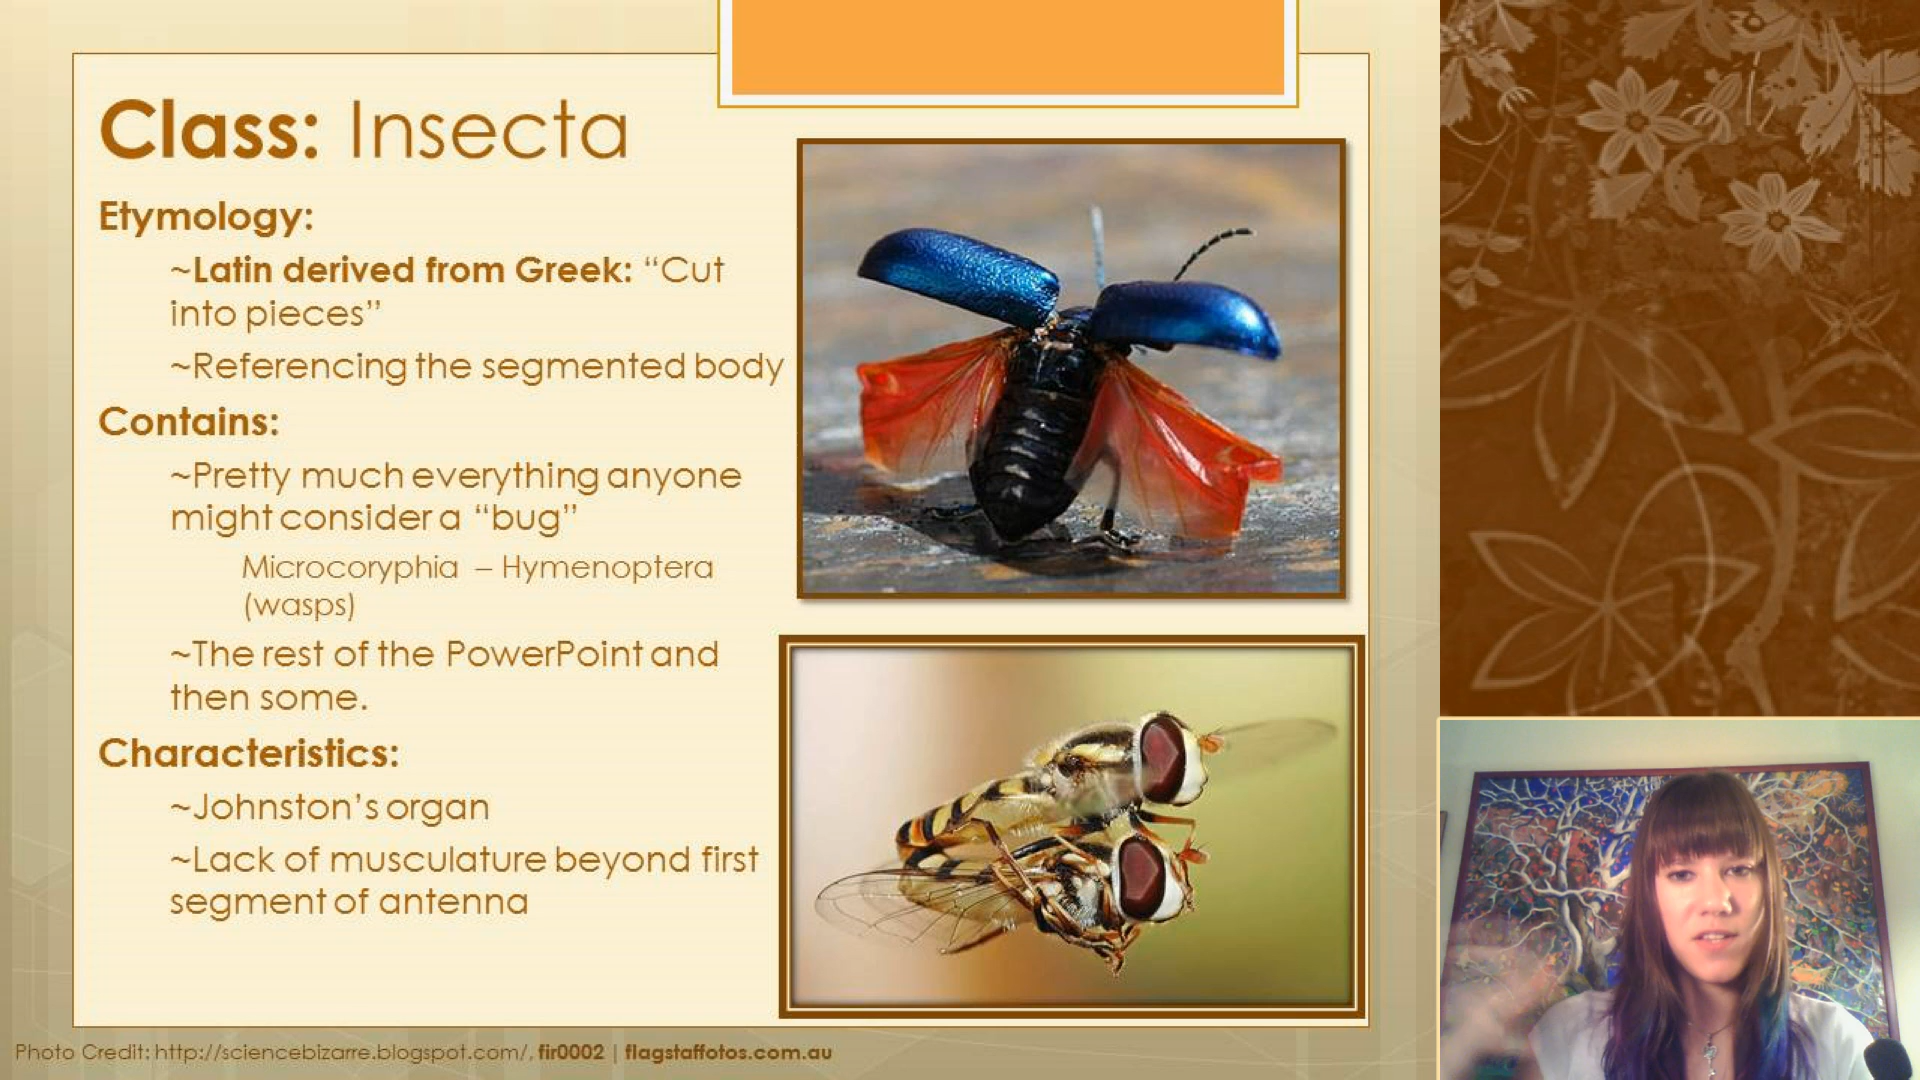 Class: Insecta
Etymology:
~Latin derived from Greek: “Cut
into pieces”
~Referencing the segmented body
Contains:
~Pretty much everything anyone
might consider a “bug”
Microcoryphia – Hymenoptera
(wasps)
~The rest of the PowerPoint and
then some.
Characteristics:
~Johnston’s organ
~Lack of musculature beyond first
segment of antenna
Photo Credit: http://sciencebizarre.blogspot.com/, fir0002 | flagstaffotos.com.au